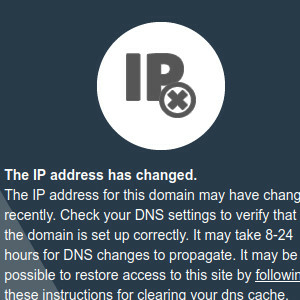 IP
The IP address has changed.
The IP address for this domain may have chang
recently. Check your DNS settings to verify that
the domain is set up correctly. It may take 8-24
hours for DNS changes to propagate. It may be
possible to restore access to this site by followin
these instructions for clearing your dns cache